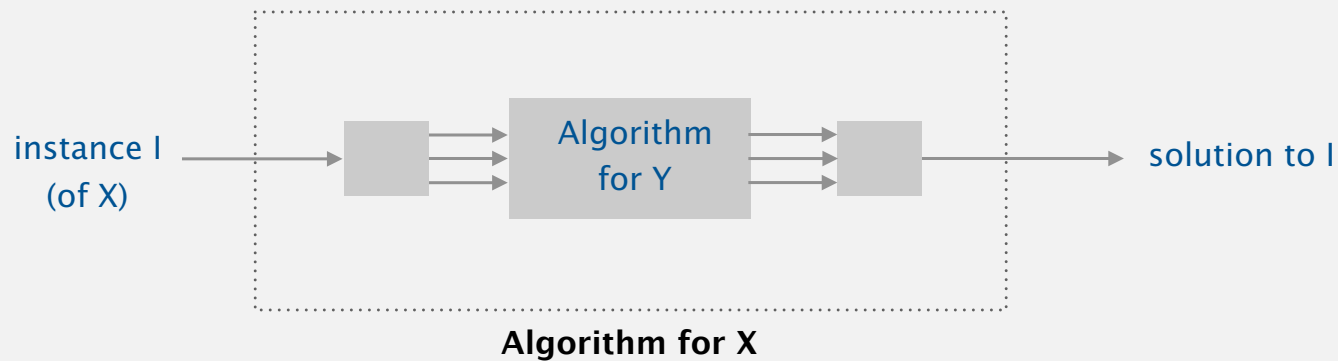 instance I
(of X)
Algorithm
for Y
solution to I
Algorithm for X